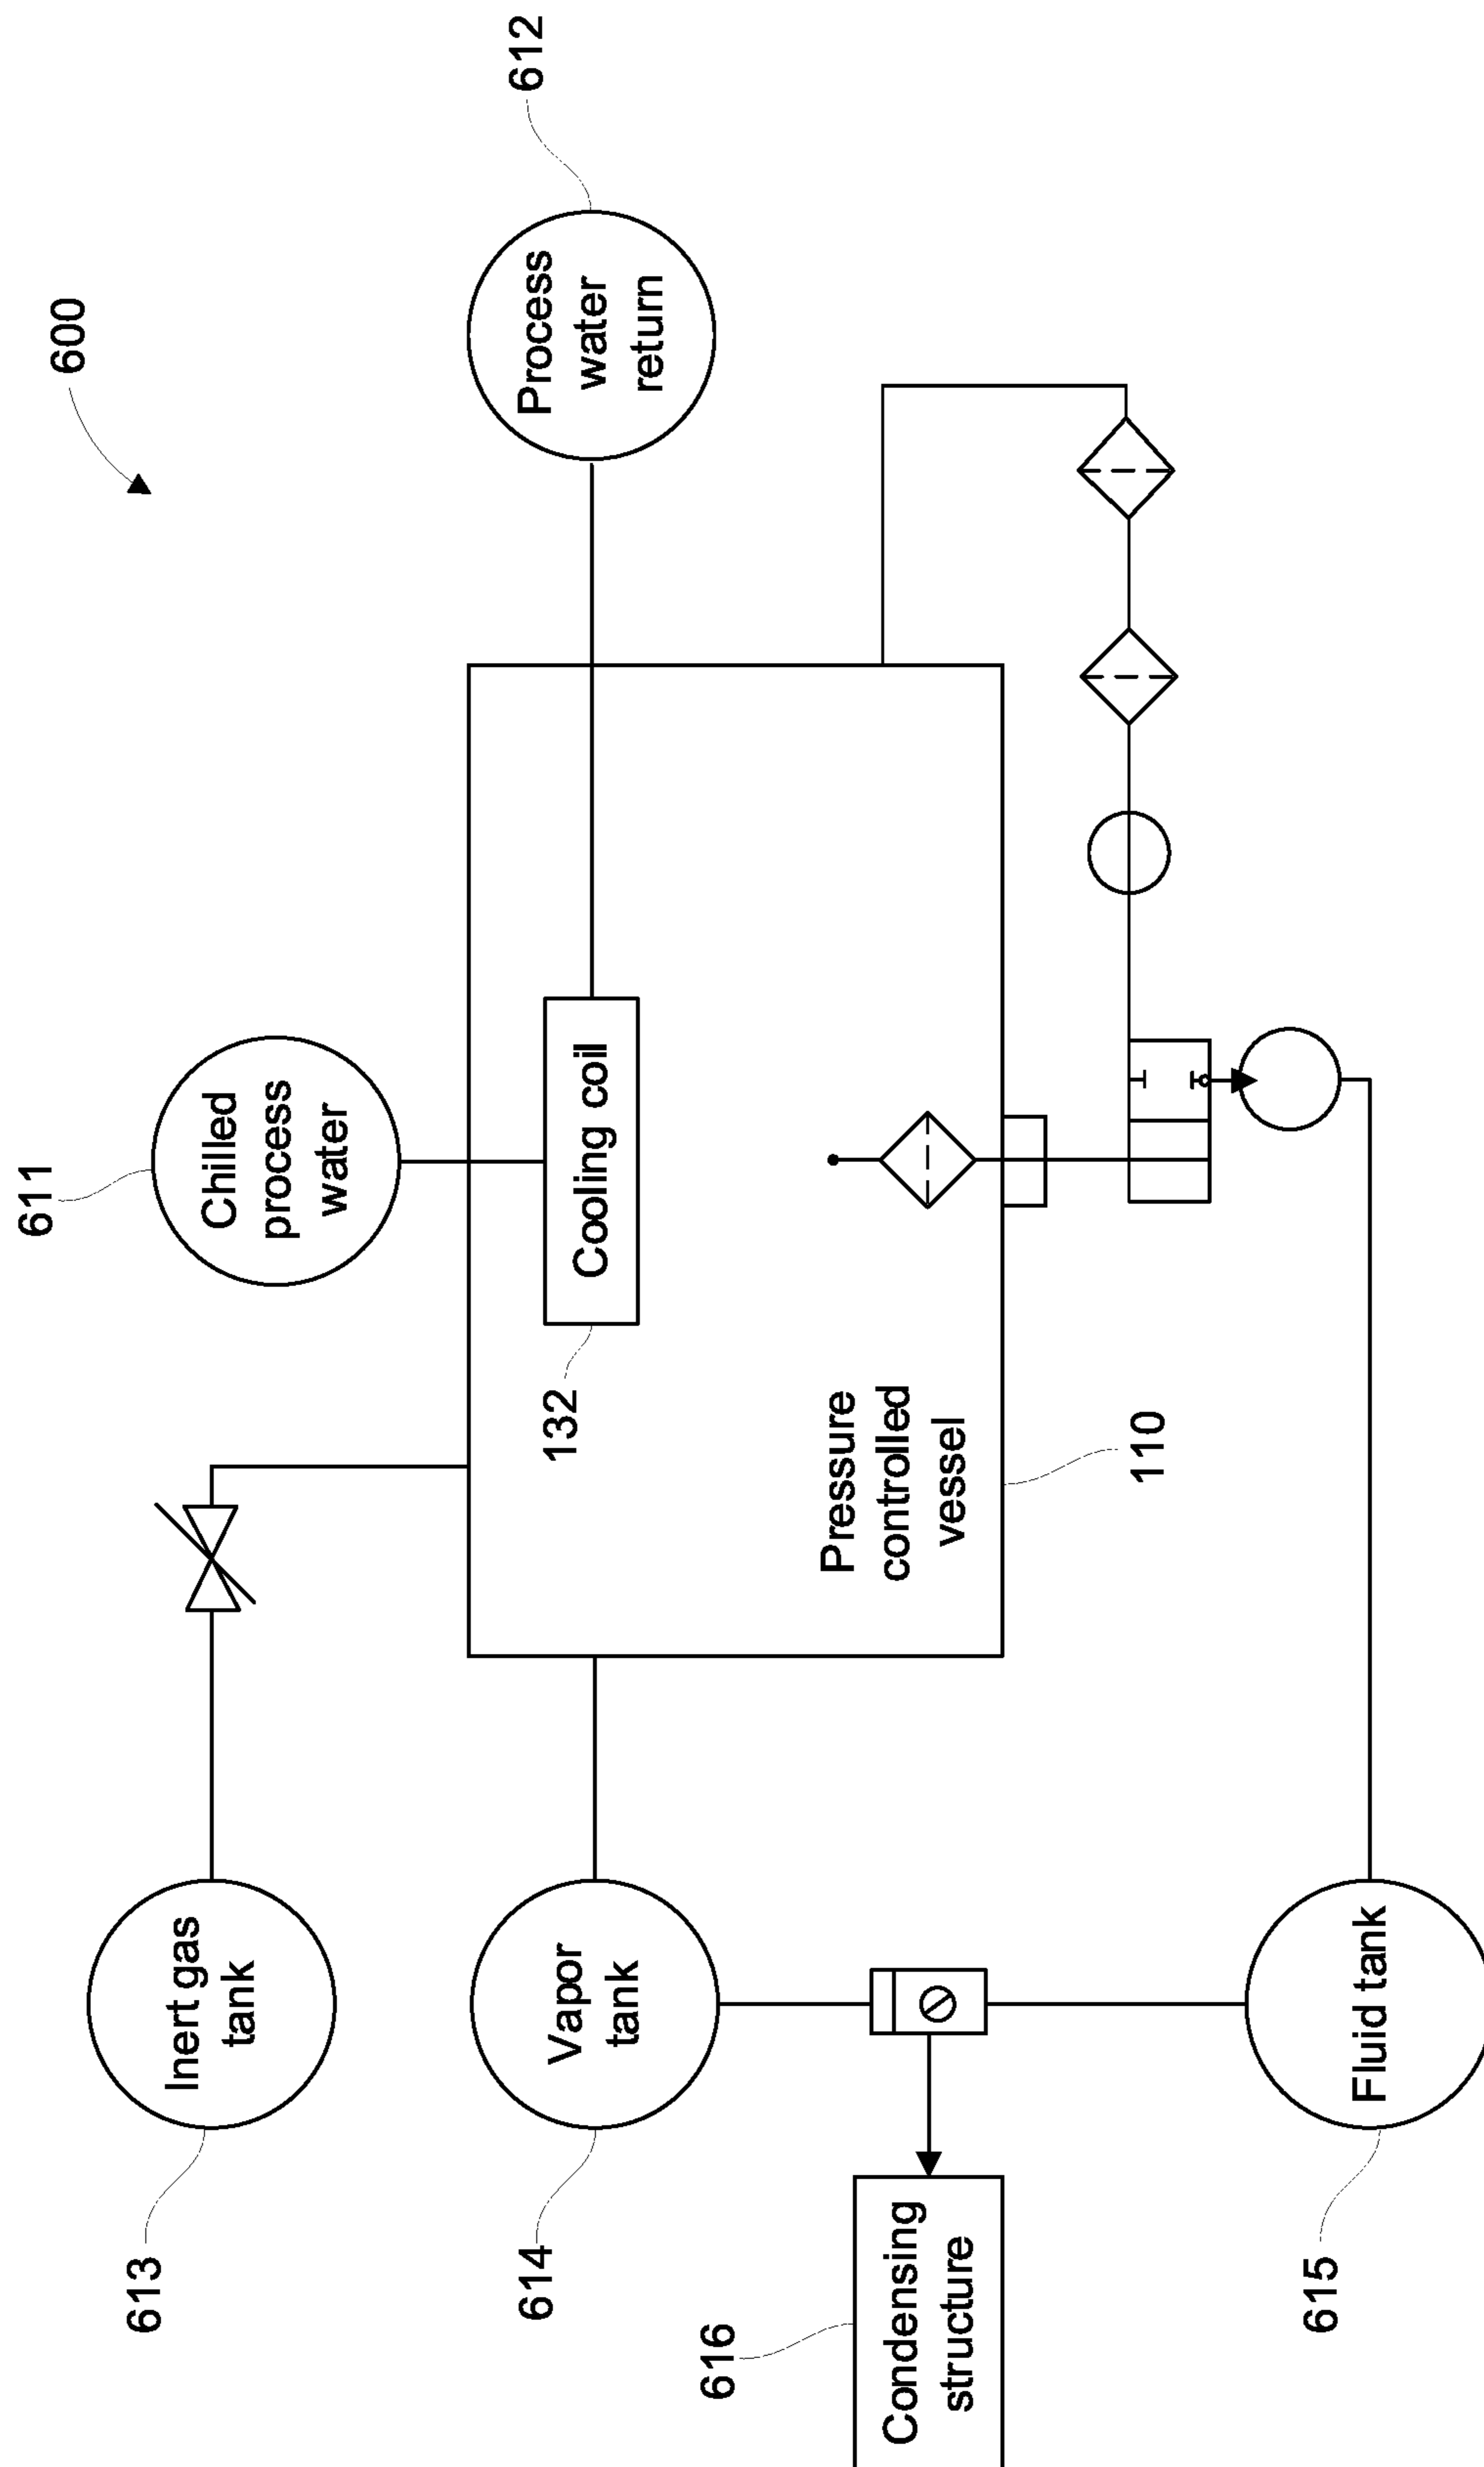 600
611
Chilled
process
water
612
Process
water
return
613
Inert gas
tank
Cooling coil
132
614
Vapor
tank
Pressure
controlled
vessel
110
616
Condensing
structure
615
Fluid tank